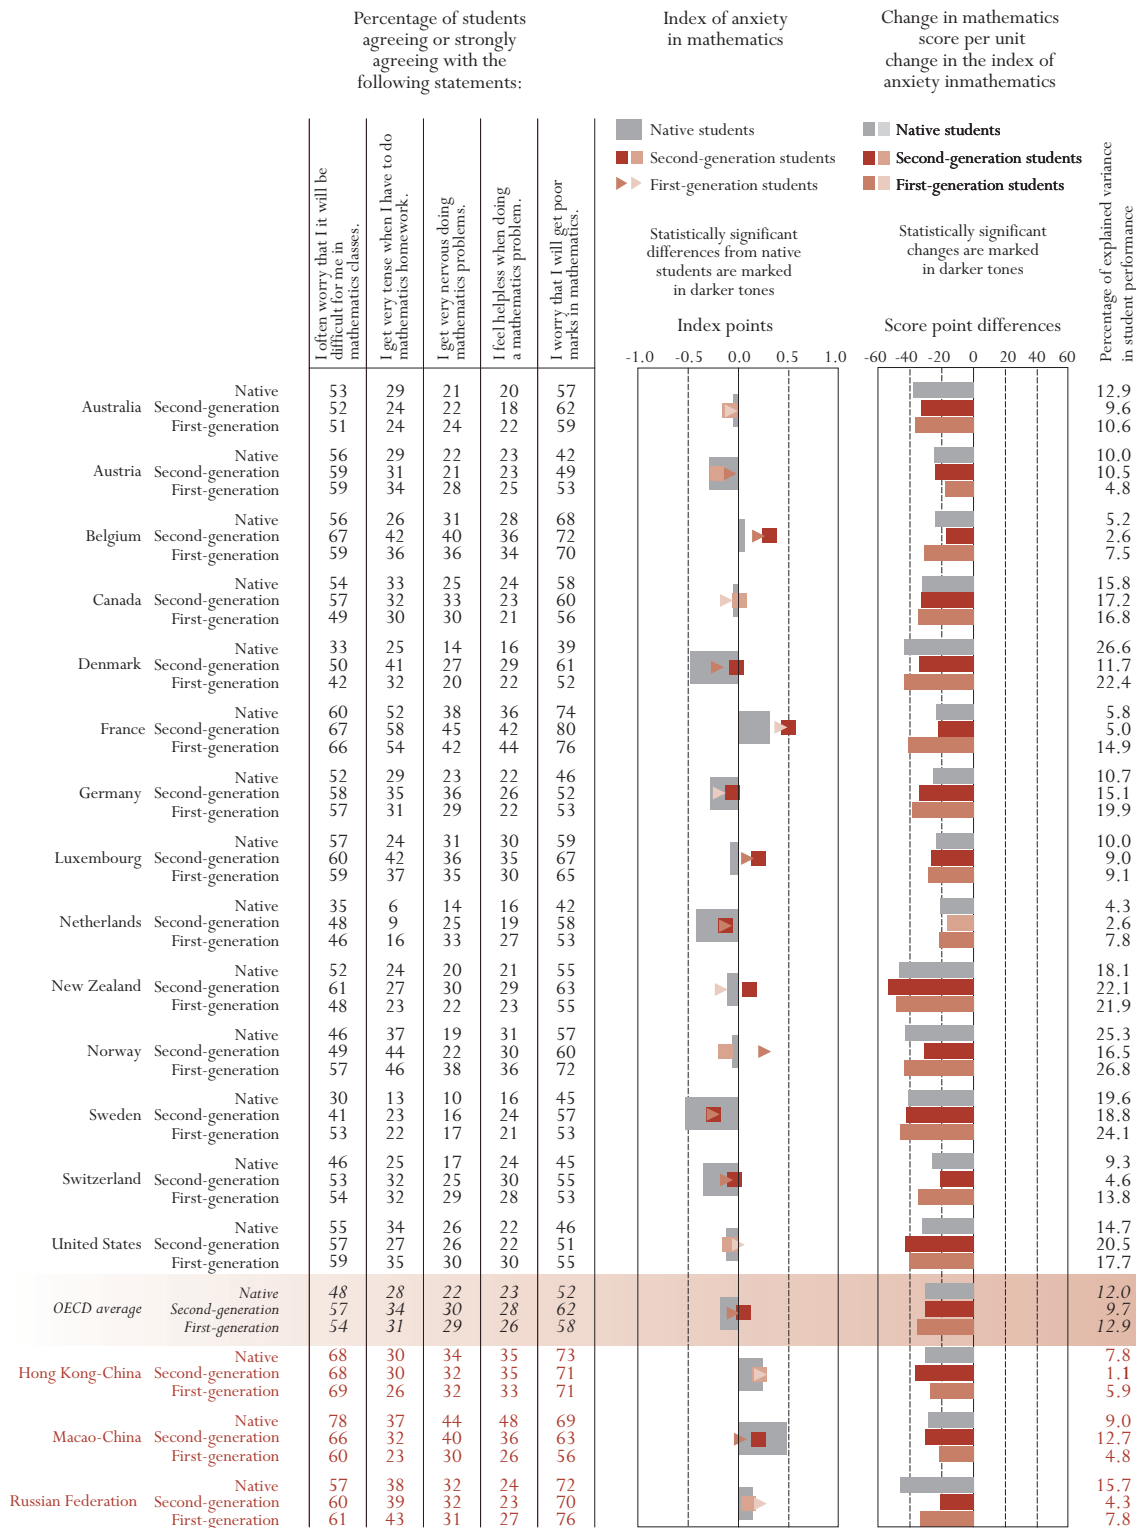 Percentage of students
agreeing or strongly
agreeing with the
following statements:
Index of anxiety
in mathematics
Change in mathematics
score per unit
change in the index of
anxiety inmathematics
I often worry that I it will be
difficult for me in
mathematics classes.
I get very tense when I have to do
mathematics homework.
I get very nervous doing
mathematics problems.
I feel helpless when doing
a mathematics problem.
I worry that I will get poor
marks in mathematics.
Native students
Second-generation students
First-generation students
Statistically significant
differences from native
students are marked
in darker tones
Index points
-1.0 -0.5 0.0 0.5 1.0
Native students
Second-generation students
First-generation students
Statistically significant
changes are marked
in darker tones
Score point differences
-60 -40 -20 0 20 40 60
Percentage of explained variance
in student performance
Native 53 29 21 20 57 12.9
Australia Second-generation 52 24 22 18 62 9.6
First-generation 51 24 24 22 59 10.6
Native 56 29 22 23 42 10.0
Austria Second-generation 59 31 21 23 49 10.5
First-generation 59 34 28 25 53 4.8
Native 56 26 31 28 68 5.2
Belgium Second-generation 67 42 40 36 72 2.6
First-generation 59 36 36 34 70 7.5
Native 54 33 25 24 58 15.8
Canada Second-generation 57 32 33 23 60 17.2
First-generation 49 30 30 21 56 16.8
Native 33 25 14 16 39 26.6
Denmark Second-generation 50 41 27 29 61 11.7
First-generation 42 32 20 22 52 22.4
Native 60 52 38 36 74 5.8
France Second-generation 67 58 45 42 80 5.0
First-generation 66 54 42 44 76 14.9
Native 52 29 23 22 46 10.7
Germany Second-generation 58 35 36 26 52 15.1
First-generation 57 31 29 22 53 19.9
Native 57 24 31 30 59 10.0
Luxembourg Second-generation 60 42 36 35 67 9.0
First-generation 59 37 35 30 65 9.1
Native 35 6 14 16 42 4.3
Netherlands Second-generation 48 9 25 19 58 2.6
First-generation 46 16 33 27 53 7.8
Native 52 24 20 21 55 18.1
New Zealand Second-generation 61 27 30 29 63 22.1
First-generation 48 23 22 23 55 21.9
Native 46 37 19 31 57 25.3
Norway Second-generation 49 44 22 30 60 16.5
First-generation 57 46 38 36 72 26.8
Native 30 13 10 16 45 19.6
Sweden Second-generation 41 23 16 24 57 18.8
First-generation 53 22 17 21 53 24.1
Native 46 25 17 24 45 9.3
Switzerland Second-generation 53 32 25 30 55 4.6
First-generation 54 32 29 28 53 13.8
Native 55 34 26 22 46 14.7
United States Second-generation 57 27 26 22 51 20.5
First-generation 59 35 30 30 55 17.7
Native 48 28 22 23 52 12.0
OECD average Second-generation 57 34 30 28 62 9.7
First-generation 54 31 29 26 58 12.9
Native 68 30 34 35 73 7.8
Hong Kong-China Second-generation 68 30 32 35 71 1.1
First-generation 69 26 32 33 71 5.9
Native 78 37 44 48 69 9.0
Macao-China Second-generation 66 32 40 36 63 12.7
First-generation 60 23 30 26 56 4.8
Native 57 38 32 24 72 15.7
Russian Federation Second-generation 60 39 32 23 70 4.3
First-generation 61 43 31 27 76 7.8